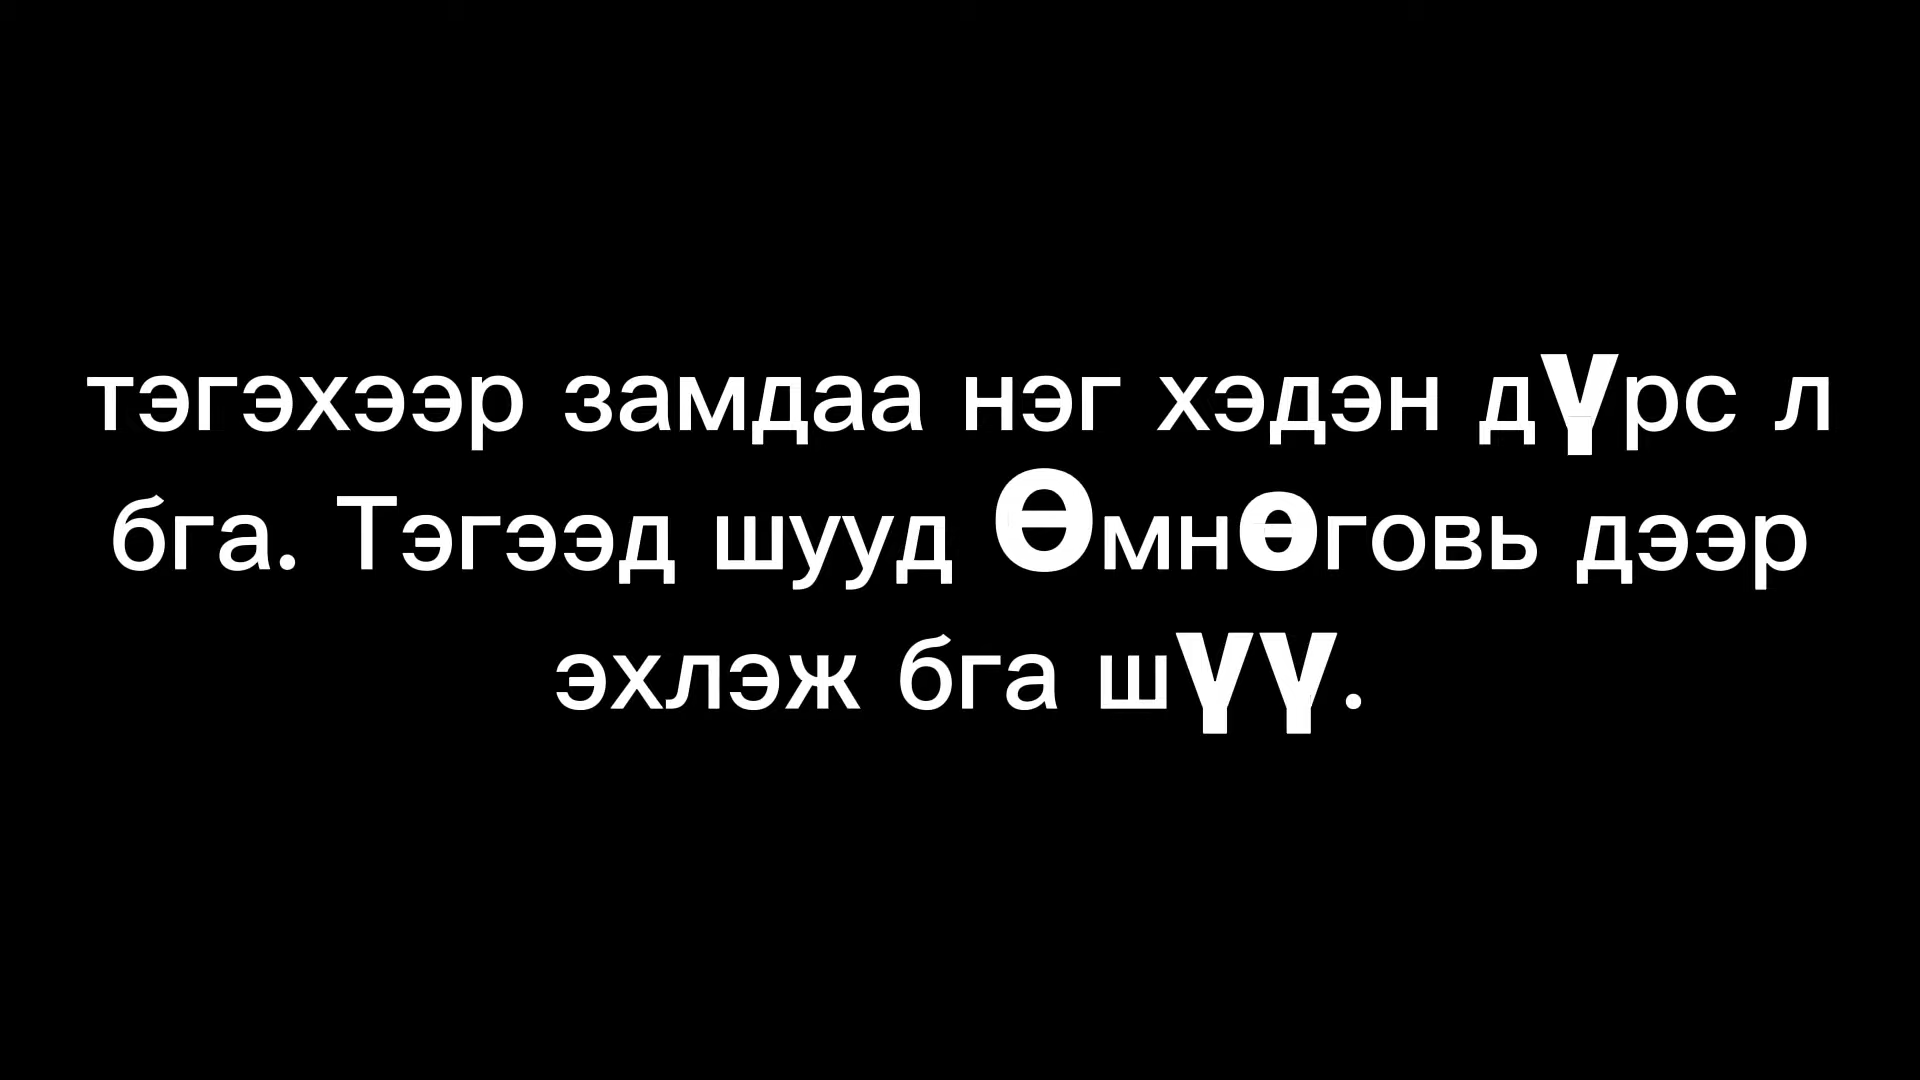 тэгэхээр замдаа нэг хэдэн дүрс л
бга. Тэгээд шууд Өмнөговь дээр
эхлэж бга шүү.